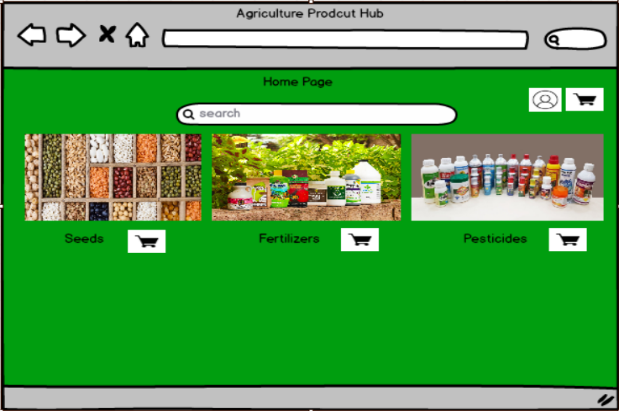 Agriculture Prodcut Hub
Home Page
search
Seeds
Fertilizers
Pesticides